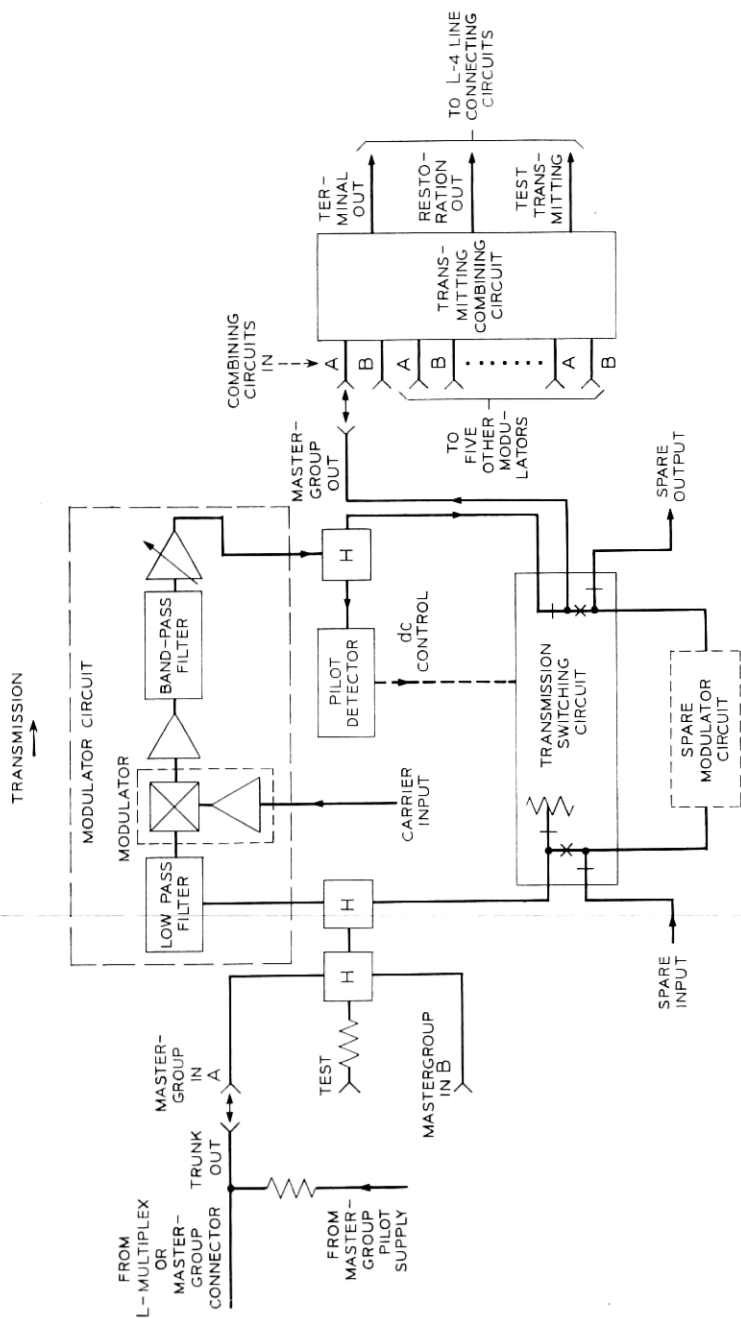 TRANSMISSION
FROM
L-MULTIPLEX
OR
MASTER-
GROUP
CONNECTOR
TRUNK
OUT
FROM
MASTER-
GROUP
PILOT
SUPPLY
MASTER-
GROUP
IN
A
TEST
MASTERGROUP
IN
B
H
H
MODULATOR CIRCUIT
LOW PASS
FILTER
MODULATOR
CARRIER
INPUT
BAND-PASS
FILTER
H
PILOT
DETECTOR
dc
CONTROL
TRANSMISSION
SWITCHING
CIRCUIT
SPARE
INPUT
SPARE
MODULATOR
CIRCUIT
SPARE
OUTPUT
MASTER-
GROUP
OUT
COMBINING
CIRCUITS
IN
A
B
A
B
A
B
TO
FIVE
OTHER
MODU-
LATORS
TRANS-
MITTING
COMBINING
CIRCUIT
TER-
MINAL
OUT
RESTO-
RATION
OUT
TEST
TRANS-
MITTING
TO L-4 LINE
CONNECTING
CIRCUITS